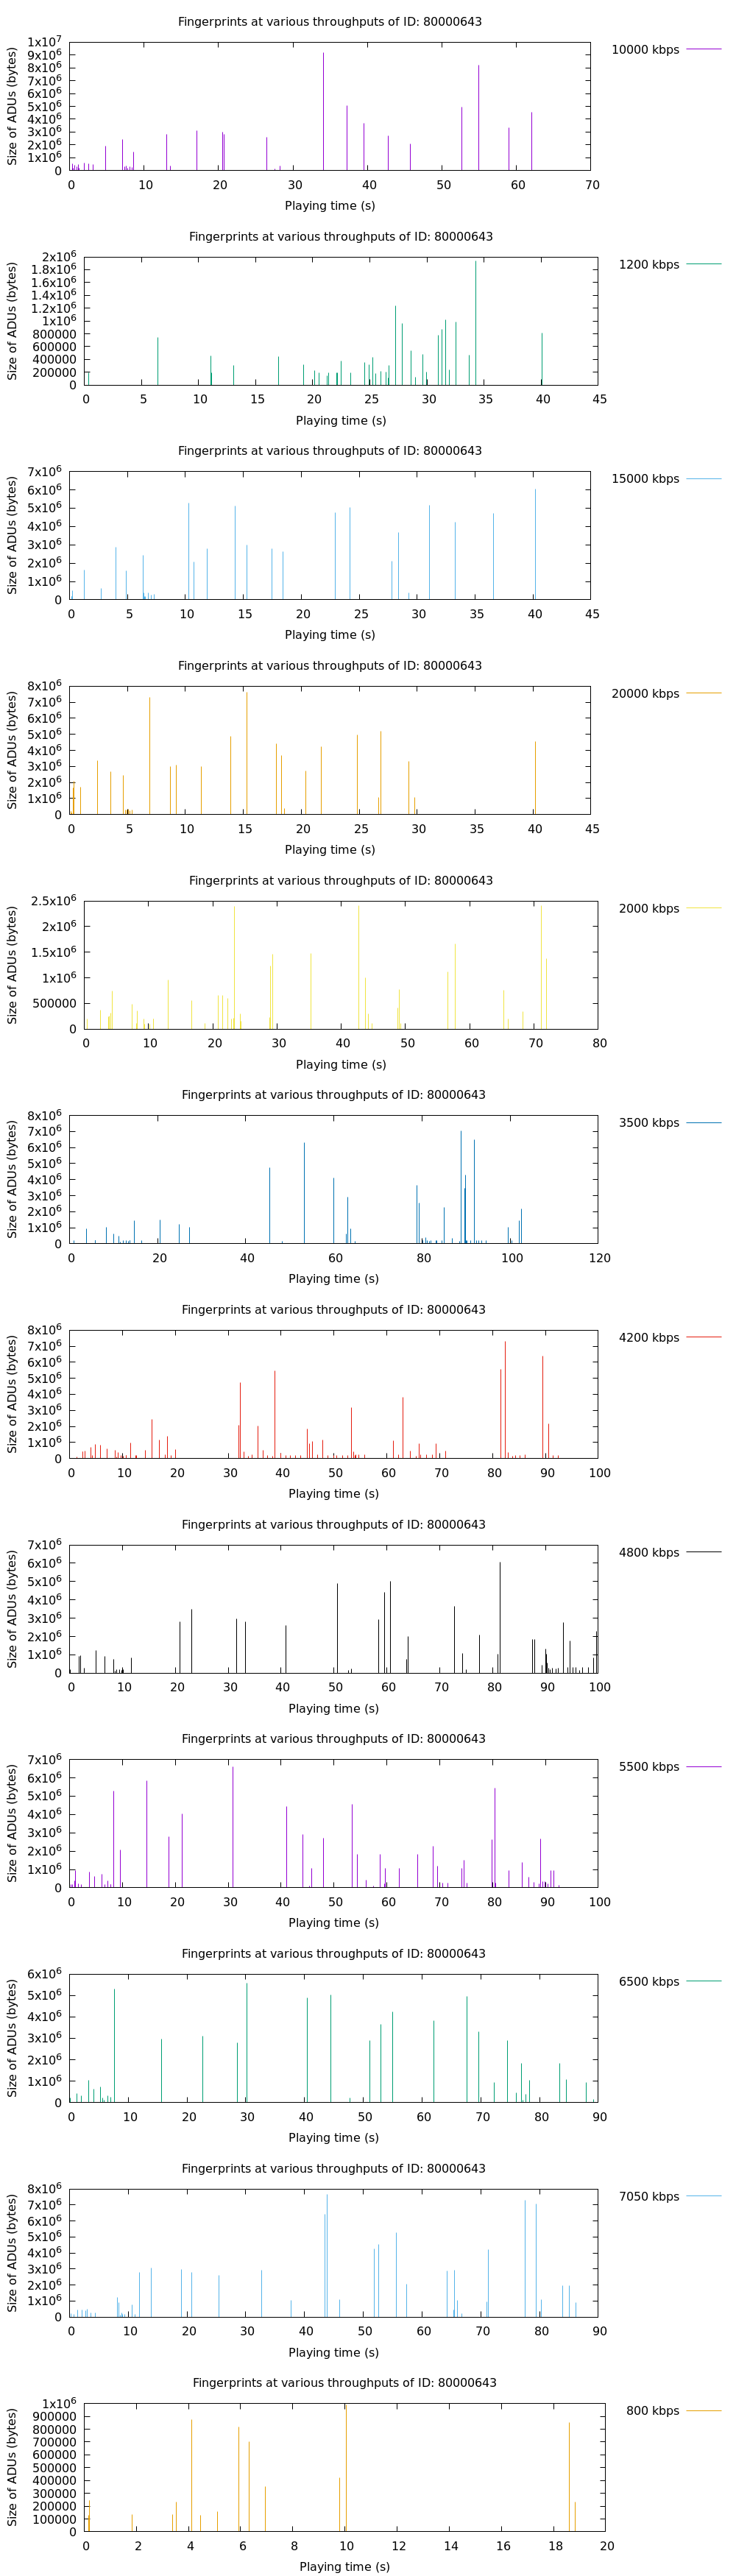 Fingerprints at various throughputs of ID: 80000643
1x10^7
9x10^6
8x10^6
7x10^6
6x10^6
5x10^6
4x10^6
3x10^6
2x10^6
1x10^6
0
Size of ADUs (bytes)
10000 kbps
0 10 20 30 40 50 60 70
Playing time (s)
Fingerprints at various throughputs of ID: 80000643
2x10^6
1.8x10^6
1.6x10^6
1.4x10^6
1.2x10^6
1x10^6
800000
600000
400000
200000
0
Size of ADUs (bytes)
1200 kbps
0 5 10 15 20 25 30 35 40 45
Playing time (s)
Fingerprints at various throughputs of ID: 80000643
7x10^6
6x10^6
5x10^6
4x10^6
3x10^6
2x10^6
1x10^6
0
Size of ADUs (bytes)
15000 kbps
0 5 10 15 20 25 30 35 40 45
Playing time (s)
Fingerprints at various throughputs of ID: 80000643
8x10^6
7x10^6
6x10^6
5x10^6
4x10^6
3x10^6
2x10^6
1x10^6
0
Size of ADUs (bytes)
20000 kbps
0 5 10 15 20 25 30 35 40 45
Playing time (s)
Fingerprints at various throughputs of ID: 80000643
2.5x10^6
2x10^6
1.5x10^6
1x10^6
500000
0
Size of ADUs (bytes)
2000 kbps
0 10 20 30 40 50 60 70 80
Playing time (s)
Fingerprints at various throughputs of ID: 80000643
8x10^6
7x10^6
6x10^6
5x10^6
4x10^6
3x10^6
2x10^6
1x10^6
0
Size of ADUs (bytes)
3500 kbps
0 20 40 60 80 100 120
Playing time (s)
Fingerprints at various throughputs of ID: 80000643
8x10^6
7x10^6
6x10^6
5x10^6
4x10^6
3x10^6
2x10^6
1x10^6
0
Size of ADUs (bytes)
4200 kbps
0 10 20 30 40 50 60 70 80 90 100
Playing time (s)
Fingerprints at various throughputs of ID: 80000643
7x10^6
6x10^6
5x10^6
4x10^6
3x10^6
2x10^6
1x10^6
0
Size of ADUs (bytes)
4800 kbps
0 10 20 30 40 50 60 70 80 90 100
Playing time (s)
Fingerprints at various throughputs of ID: 80000643
7x10^6
6x10^6
5x10^6
4x10^6
3x10^6
2x10^6
1x10^6
0
Size of ADUs (bytes)
5500 kbps
0 10 20 30 40 50 60 70 80 90 100
Playing time (s)
Fingerprints at various throughputs of ID: 80000643
6x10^6
5x10^6
4x10^6
3x10^6
2x10^6
1x10^6
0
Size of ADUs (bytes)
6500 kbps
0 10 20 30 40 50 60 70 80 90
Playing time (s)
Fingerprints at various throughputs of ID: 80000643
8x10^6
7x10^6
6x10^6
5x10^6
4x10^6
3x10^6
2x10^6
1x10^6
0
Size of ADUs (bytes)
7050 kbps
0 10 20 30 40 50 60 70 80 90
Playing time (s)
Fingerprints at various throughputs of ID: 80000643
1x10^6
900000
800000
700000
600000
500000
400000
300000
200000
100000
0
Size of ADUs (bytes)
800 kbps
0 2 4 6 8 10 12 14 16 18 20
Playing time (s)